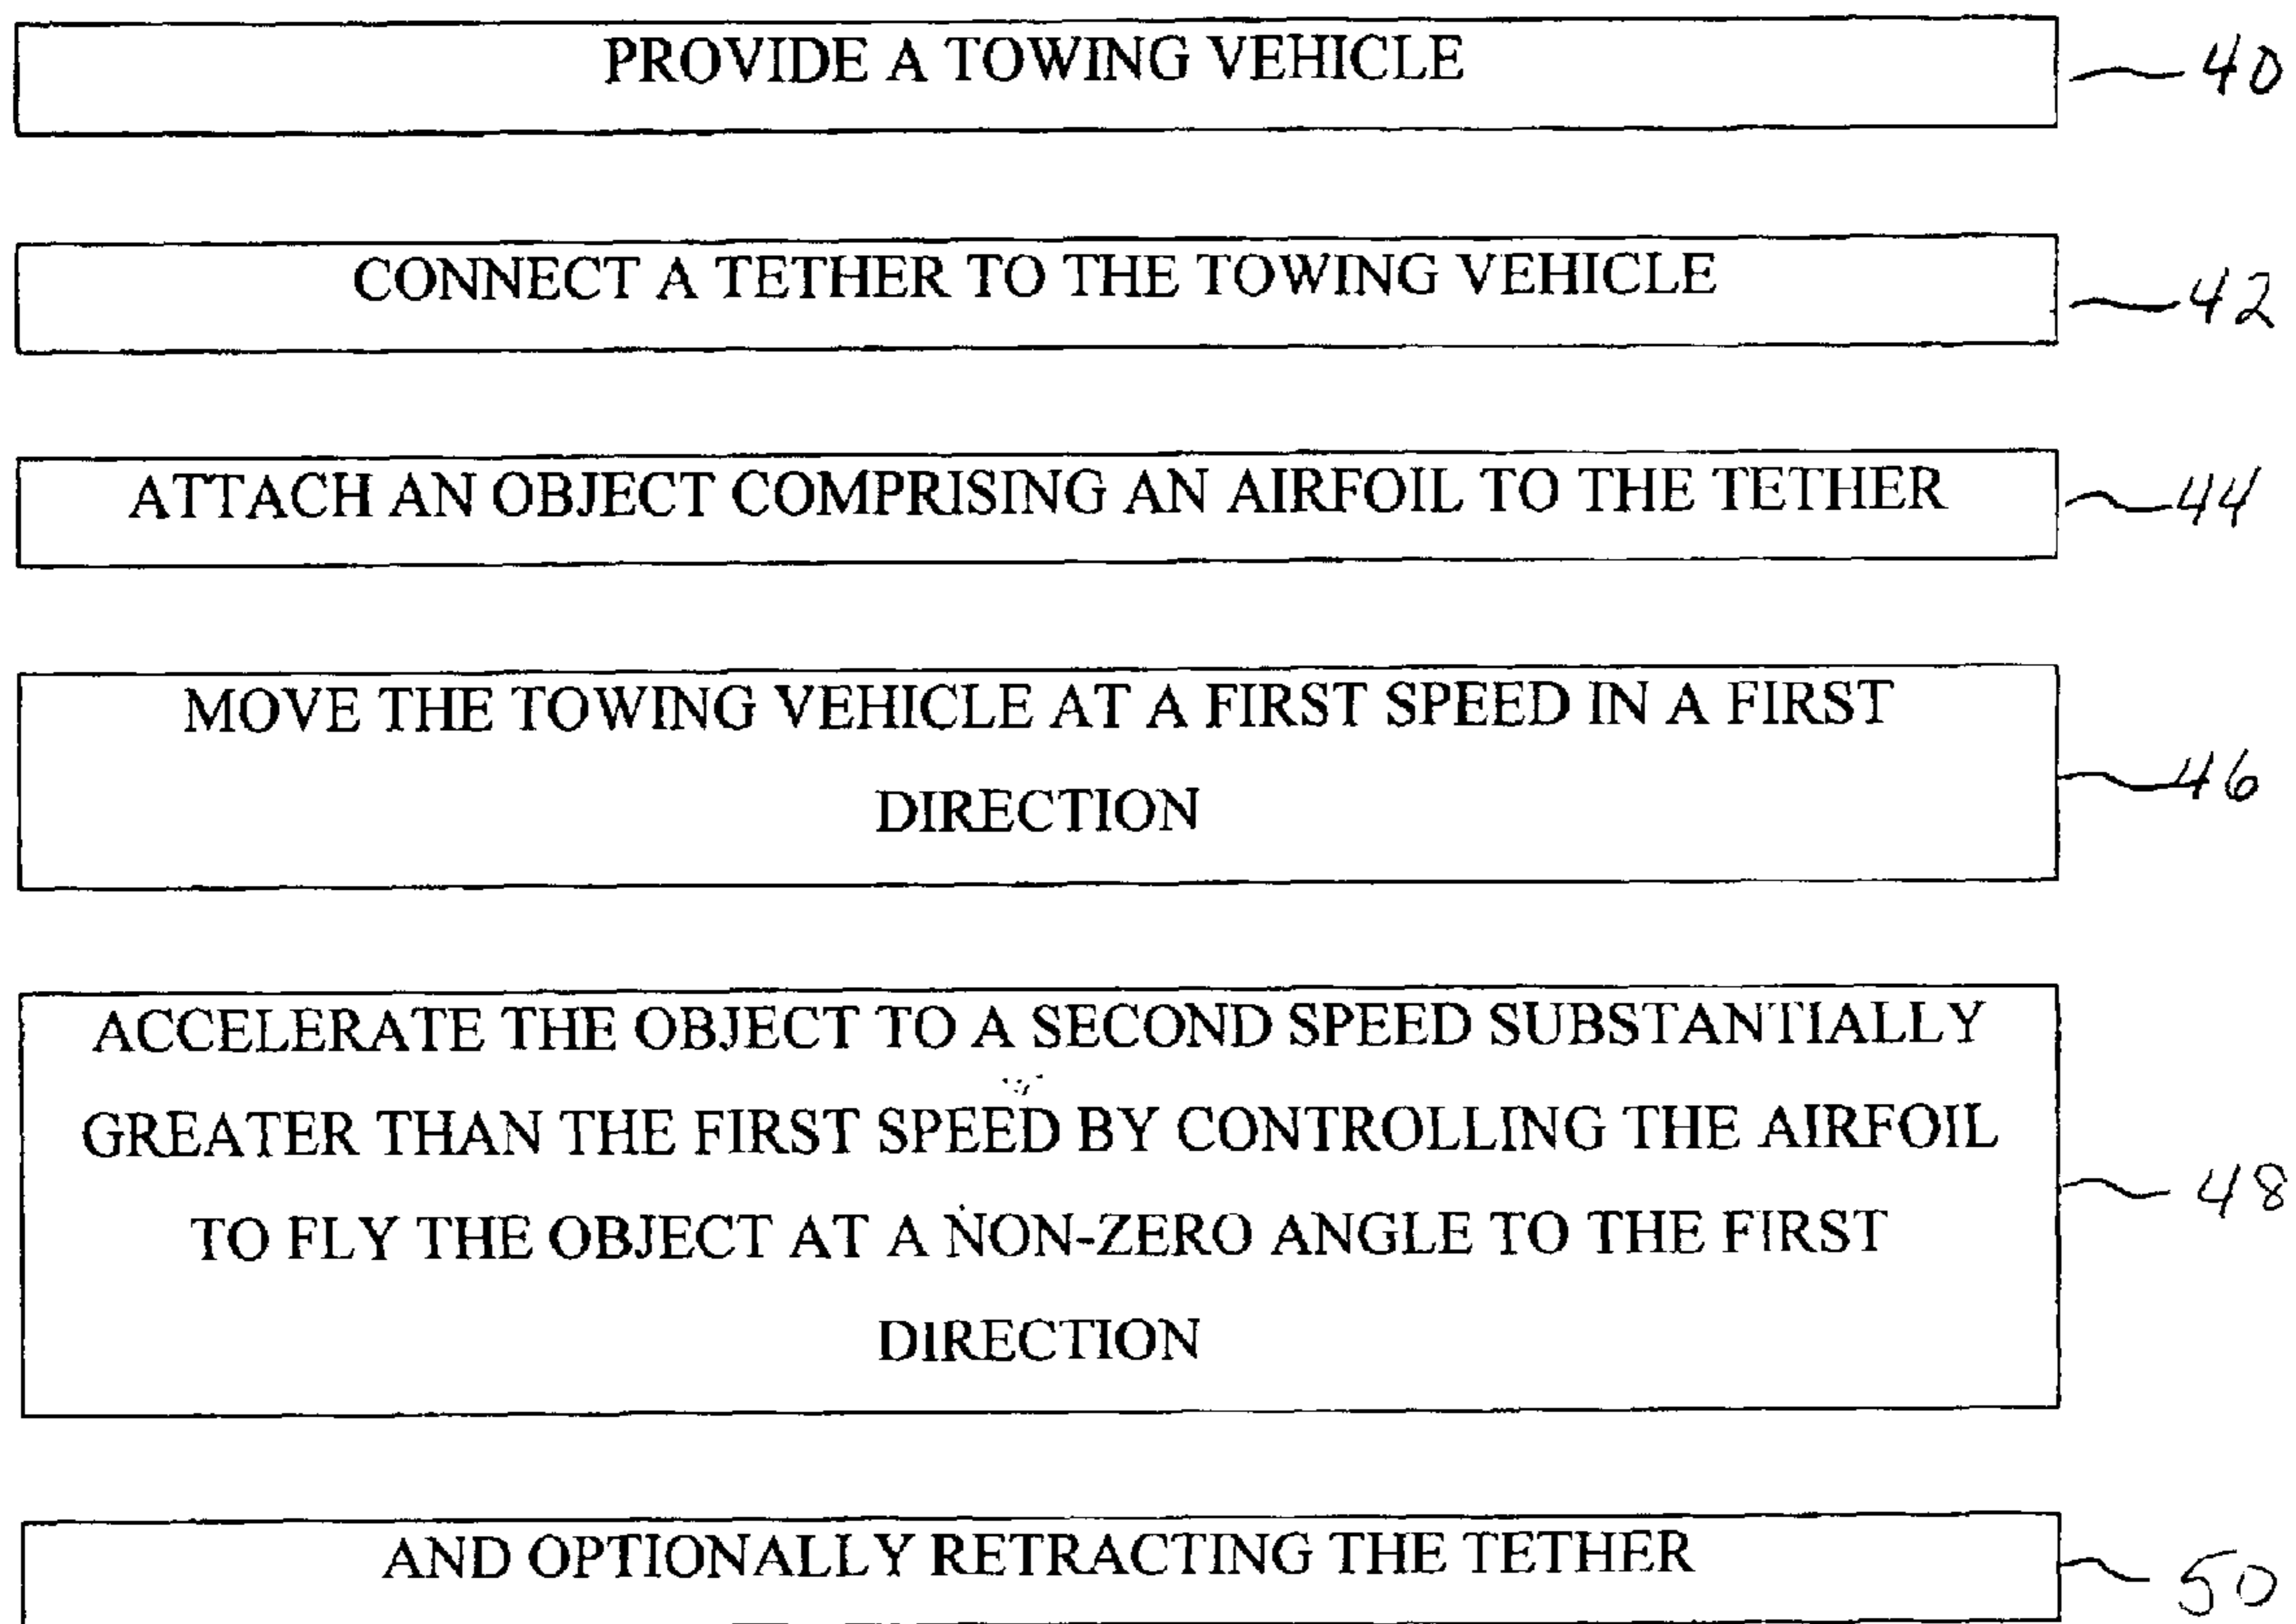 PROVIDE A TOWING VEHICLE 40
CONNECT A TETHER TO THE TOWING VEHICLE 42
ATTACH AN OBJECT COMPRISING AN AIRFOIL TO THE TETHER 44
MOVE THE TOWING VEHICLE AT A FIRST SPEED IN A FIRST
DIRECTION
46
ACCELERATE THE OBJECT TO A SECOND SPEED SUBSTANTIALLY
GREATER THAN THE FIRST SPEED BY CONTROLLING THE AIRFOIL
TO FLY THE OBJECT AT A NON-ZERO ANGLE TO THE FIRST
DIRECTION
48
AND OPTIONALLY RETRACTING THE TETHER 50